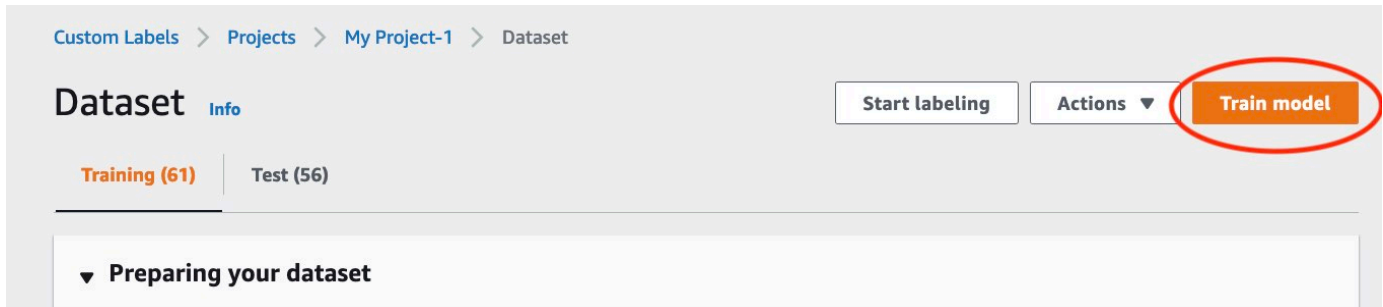 Custom Labels > Projects > My Project-1 > Dataset
Dataset Info
Start labeling Actions ▼ Train model
Training (61) Test (56)
▼ Preparing your dataset